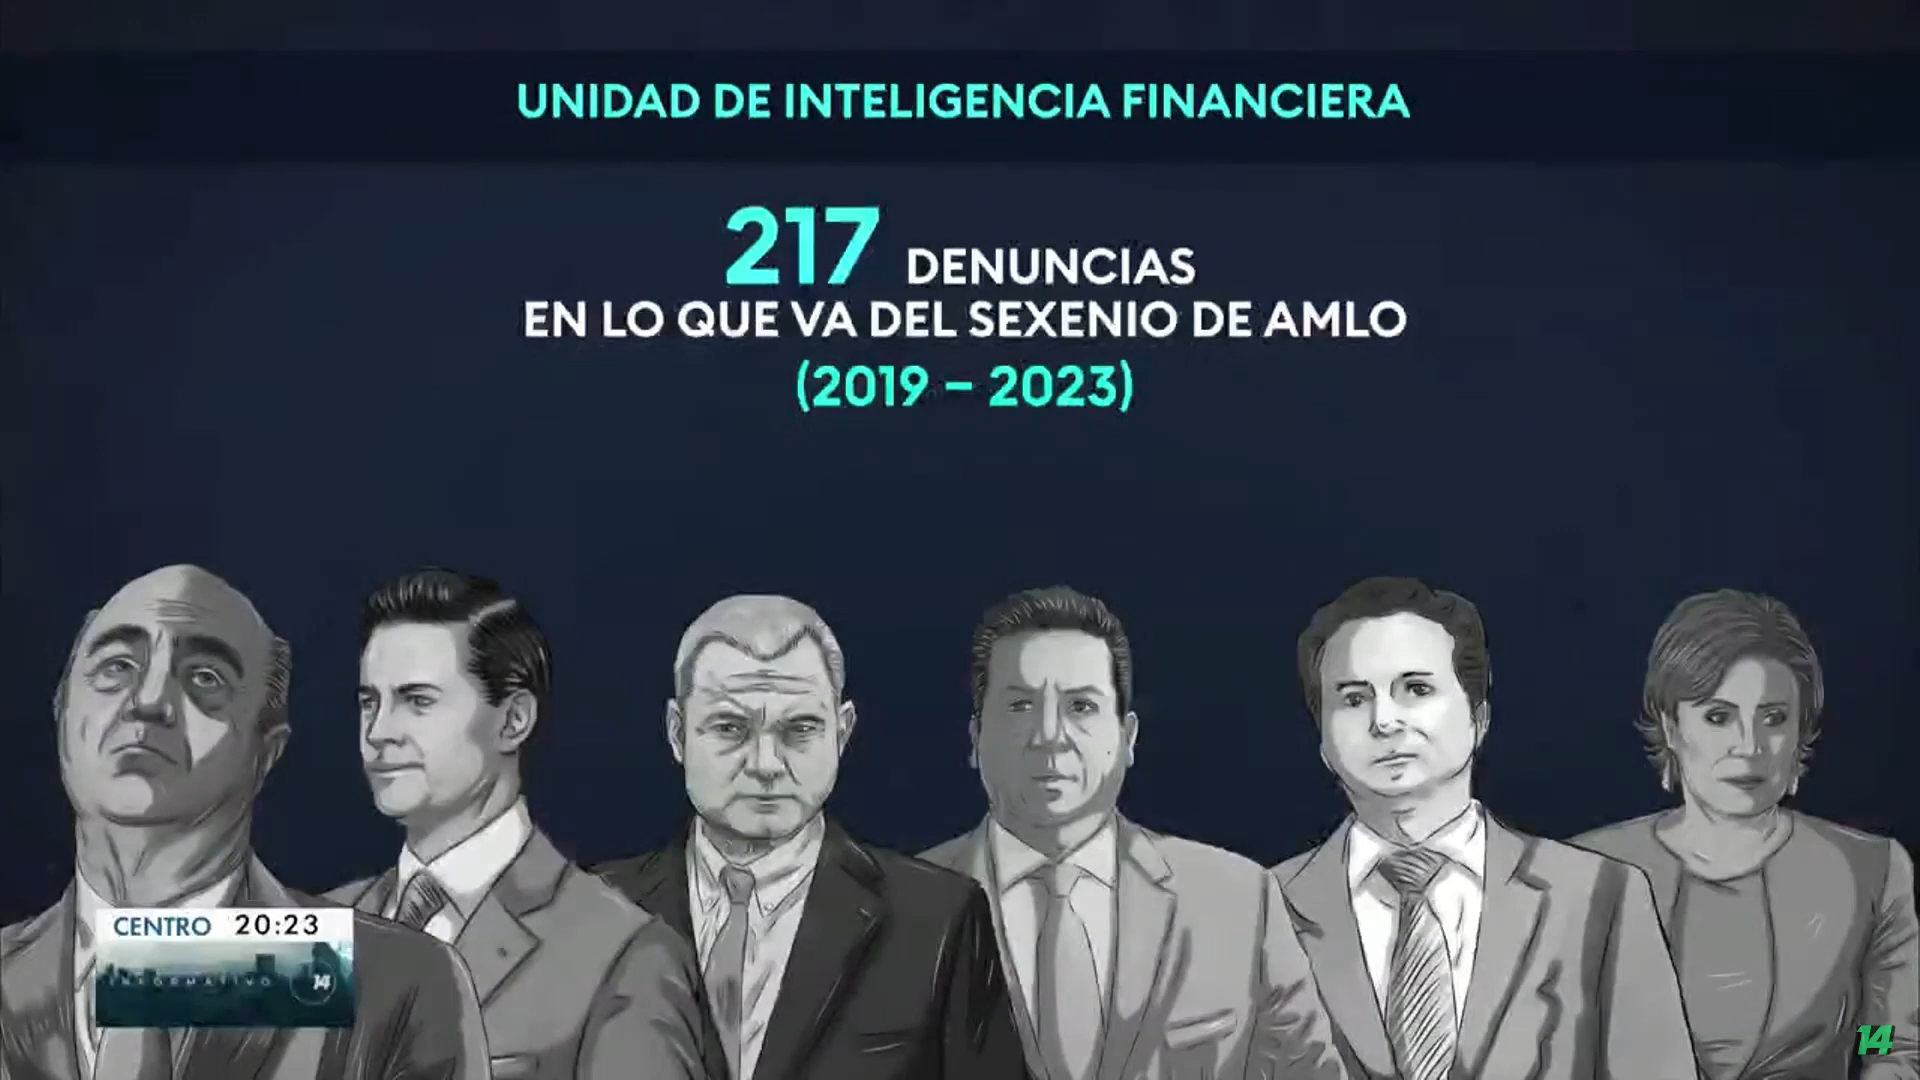 UNIDAD DE INTELIGENCIA FINANCIERA
217 DENUNCIAS
EN LO QUE VA DEL SEXENIO DE AMLO
(2019 – 2023)
CENTRO 20:23
INFORMATIVO 14
14